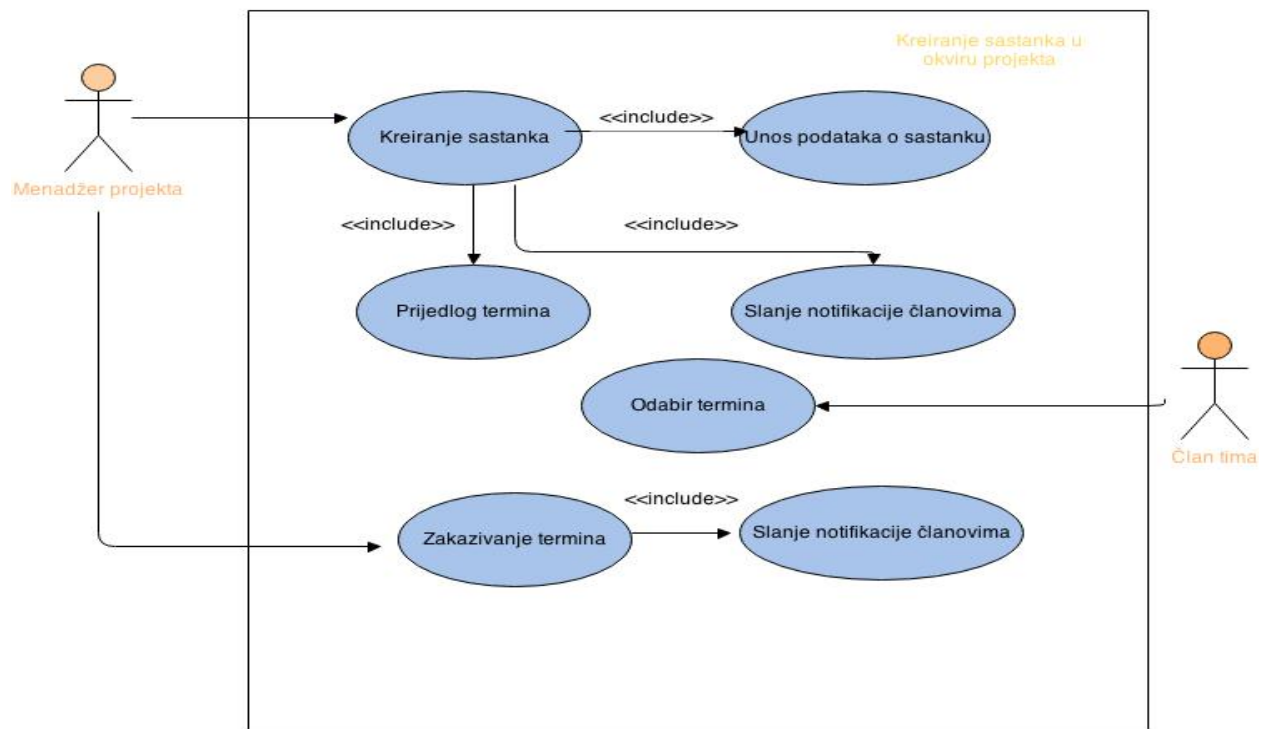 Kreiranje sastanka u
okviru projekta
Menadžer projekta
Kreiranje sastanka
<<include>>
Unos podataka o sastanku
<<include>>
<<include>>
Prijedlog termina
Slanje notifikacije članovima
Odabir termina
Član tima
<<include>>
Zakazivanje termina
Slanje notifikacije članovima